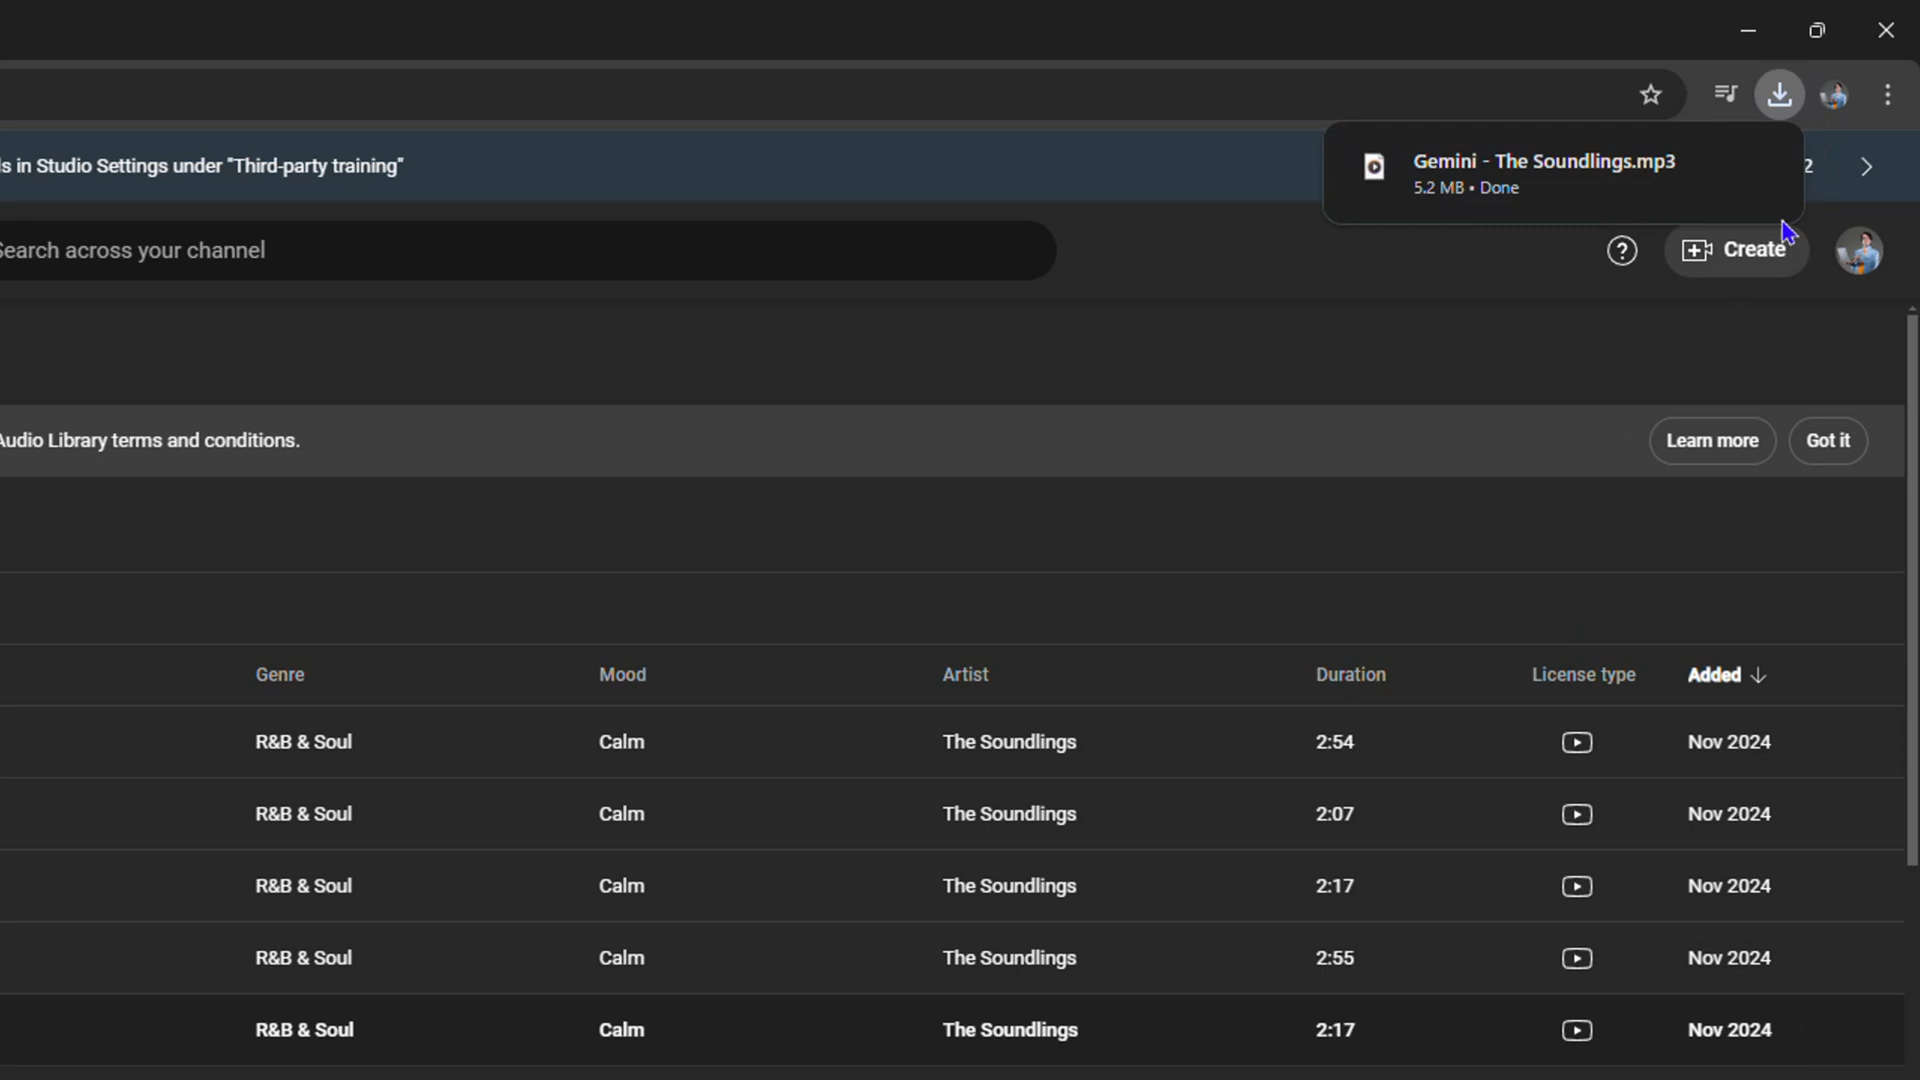 Gemini - The Soundlings.mp3
5.2 MB • Done
s in Studio Settings under "Third-party training"
2
Search across your channel
Create
Audio Library terms and conditions.
Learn more
Got it
Genre Mood Artist Duration License type Added
R&B & Soul Calm The Soundlings 2:54 Nov 2024
R&B & Soul Calm The Soundlings 2:07 Nov 2024
R&B & Soul Calm The Soundlings 2:17 Nov 2024
R&B & Soul Calm The Soundlings 2:55 Nov 2024
R&B & Soul Calm The Soundlings 2:17 Nov 2024